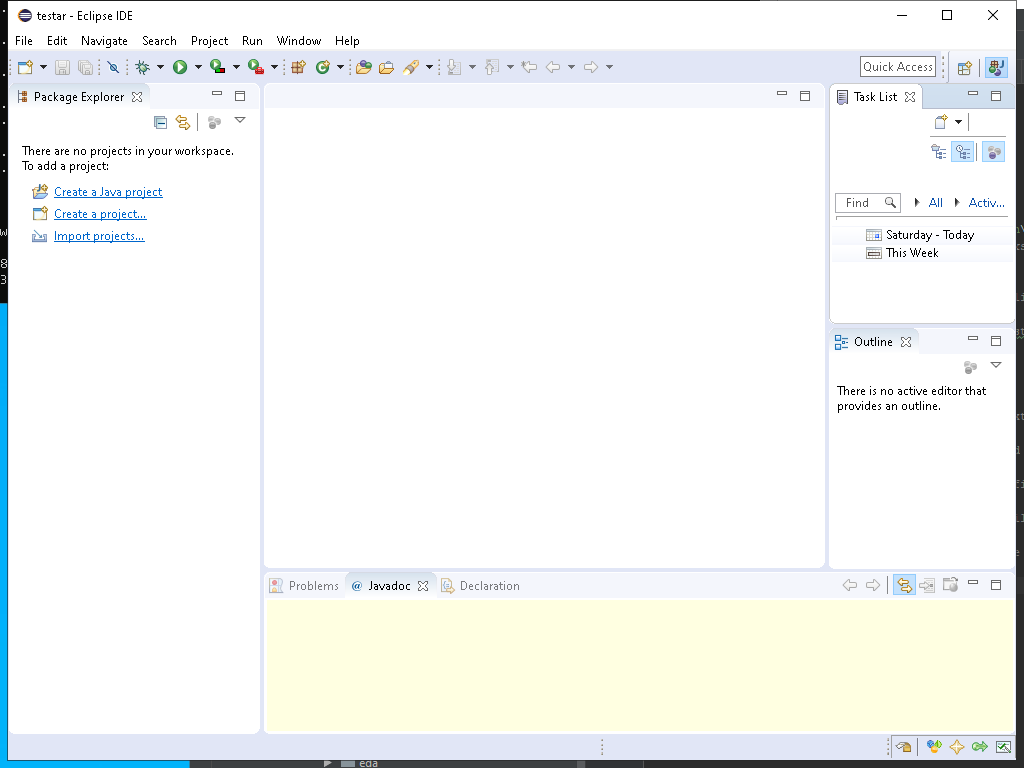 testar - Eclipse IDE
File Edit Navigate Search Project Run Window Help
Quick Access
Package Explorer
There are no projects in your workspace.
To add a project:
Create a Java project
Create a project...
Import projects...
Task List
Find
All
Activ...
Saturday - Today
This Week
Outline
There is no active editor that
provides an outline.
Problems
@ Javadoc
Declaration
eda